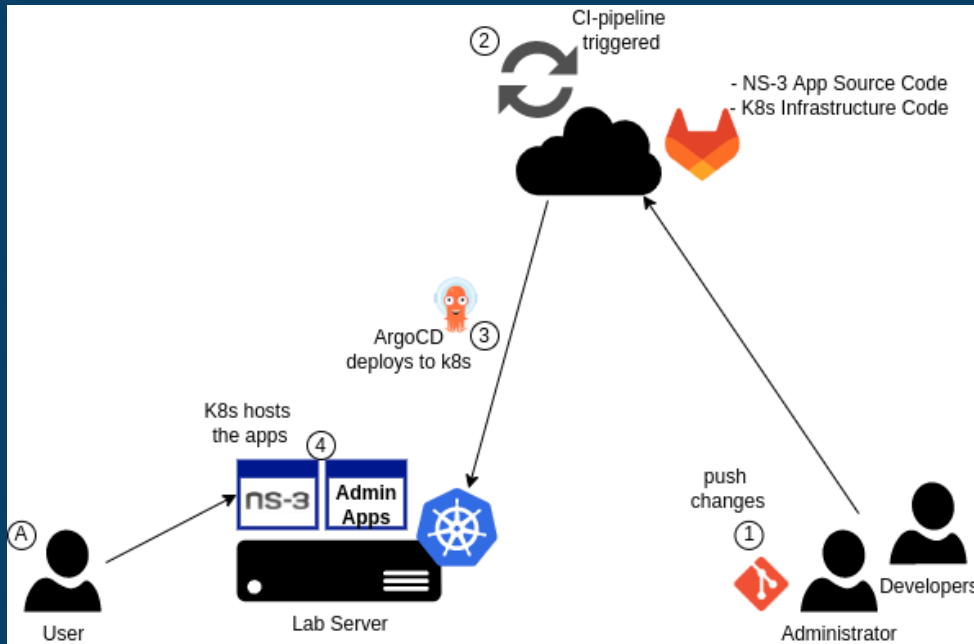 CI-pipeline
triggered
2
- NS-3 App Source Code
- K8s Infrastructure Code
ArgoCD
deploys to k8s
3
K8s hosts
the apps
4
ns-3
Admin
Apps
push
changes
1
A
User
Lab Server
Administrator
Developers